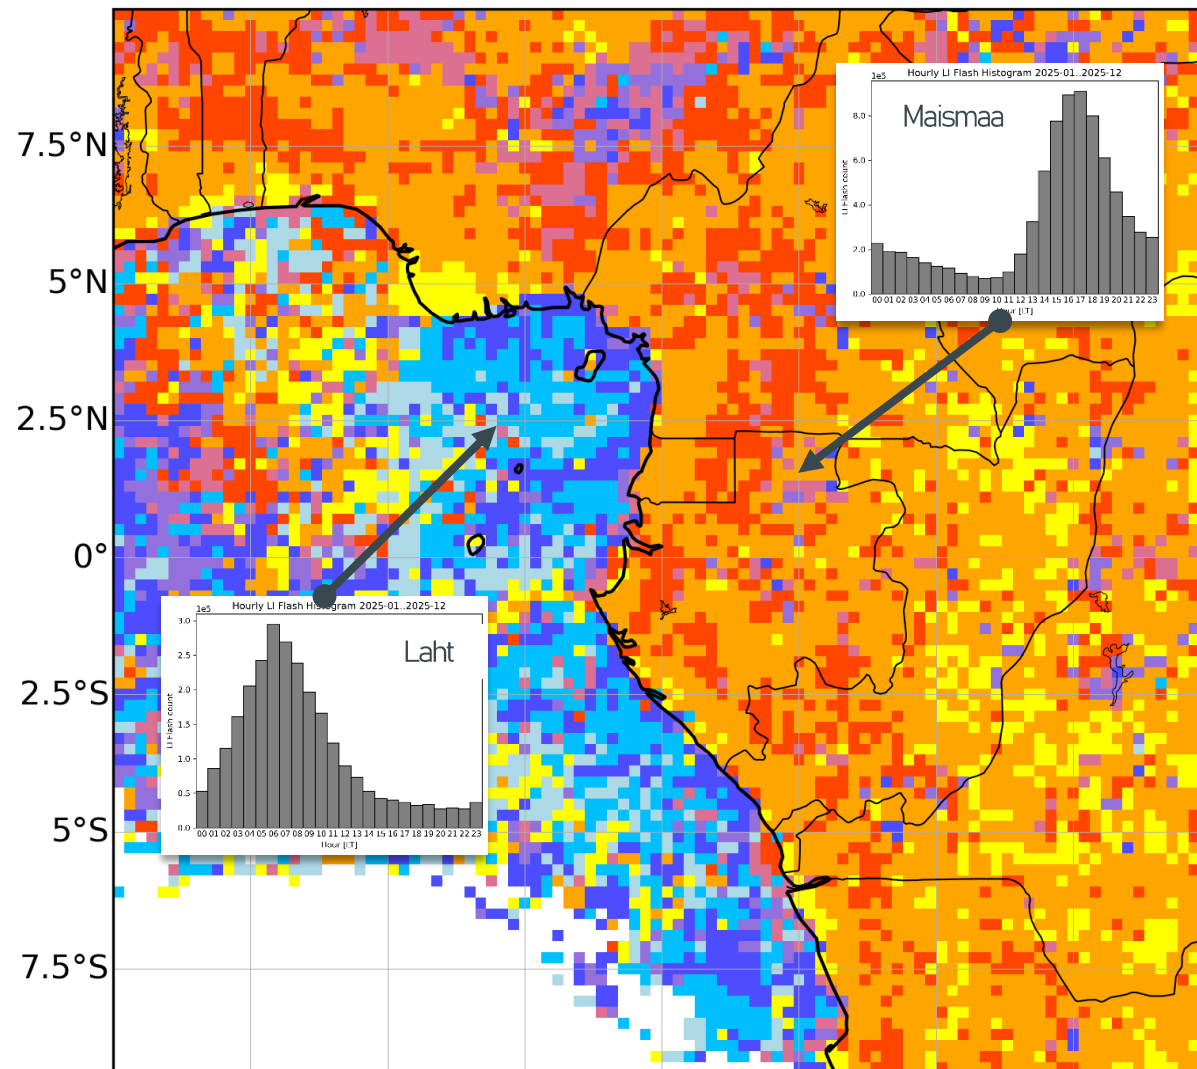 7.5°N
5°N
2.5°N
0°
2.5°S
5°S
7.5°S
Hourly LI Flash Histogram 2025-01..2025-12
1e5
Maismaa
LI Flash count
8.0
6.0
4.0
2.0
0.0
00 01 02 03 04 05 06 07 08 09 10 11 12 13 14 15 16 17 18 19 20 21 22 23
Hour [LT]
Hourly LI Flash Histogram 2025-01..2025-12
1e5
Laht
LI Flash count
3.0
2.5
2.0
1.5
1.0
0.5
0.0
00 01 02 03 04 05 06 07 08 09 10 11 12 13 14 15 16 17 18 19 20 21 22 23
Hour [LT]